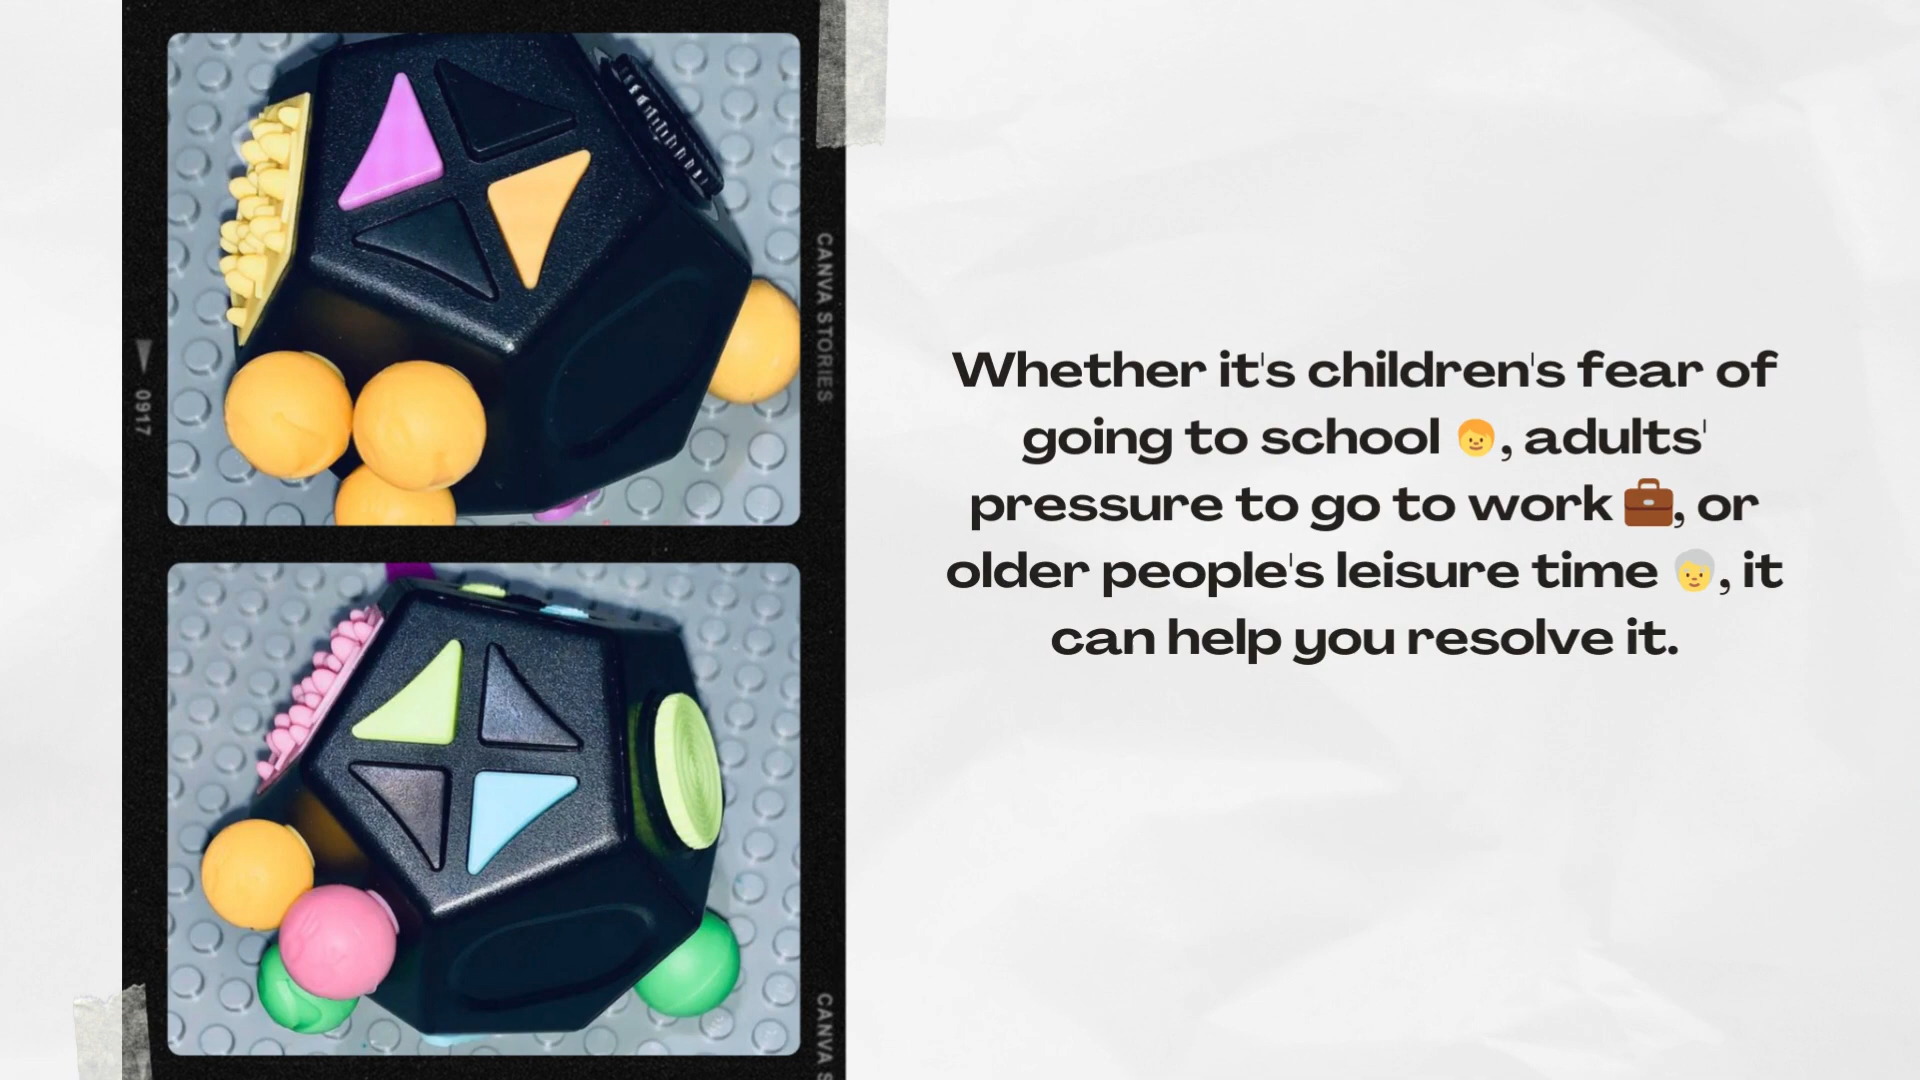 CANVA STORIES
0917
CANVA S
Whether it's children's fear of
going to school 👦, adults'
pressure to go to work 💼, or
older people's leisure time 👵, it
can help you resolve it.